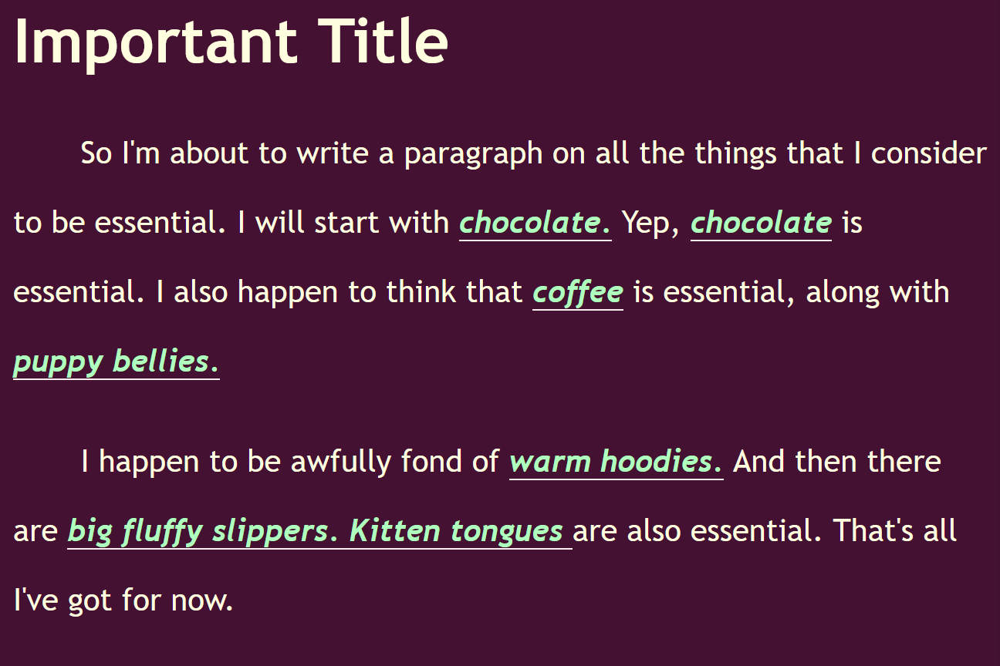 Important Title
So I'm about to write a paragraph on all the things that I consider
to be essential. I will start with chocolate. Yep, chocolate is
essential. I also happen to think that coffee is essential, along with
puppy bellies.
I happen to be awfully fond of warm hoodies. And then there
are big fluffy slippers. Kitten tongues are also essential. That's all
I've got for now.